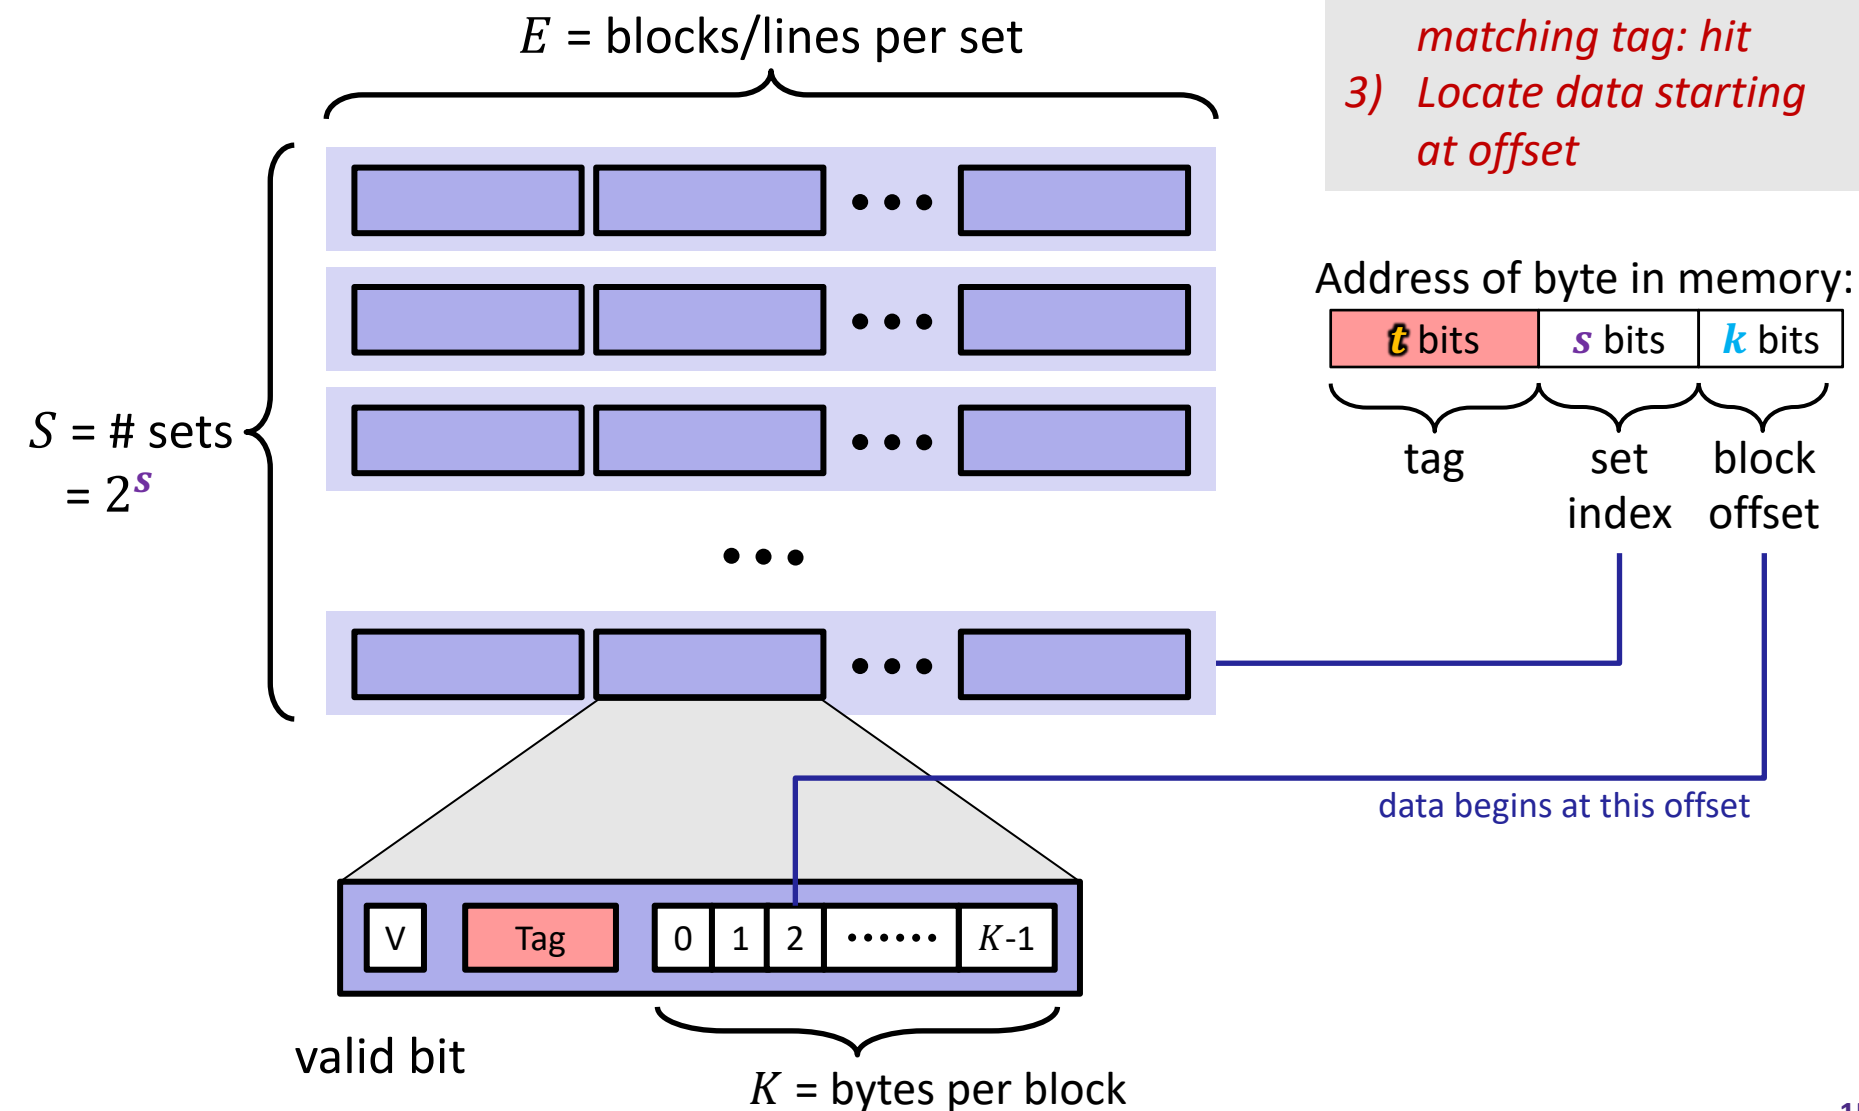 E = blocks/lines per set
matching tag: hit
3) Locate data starting
at offset
Address of byte in memory:
t bits s bits k bits
tag set block
index offset
S = # sets
= 2^s
data begins at this offset
V Tag 0 1 2 •••••• K-1
valid bit
K = bytes per block